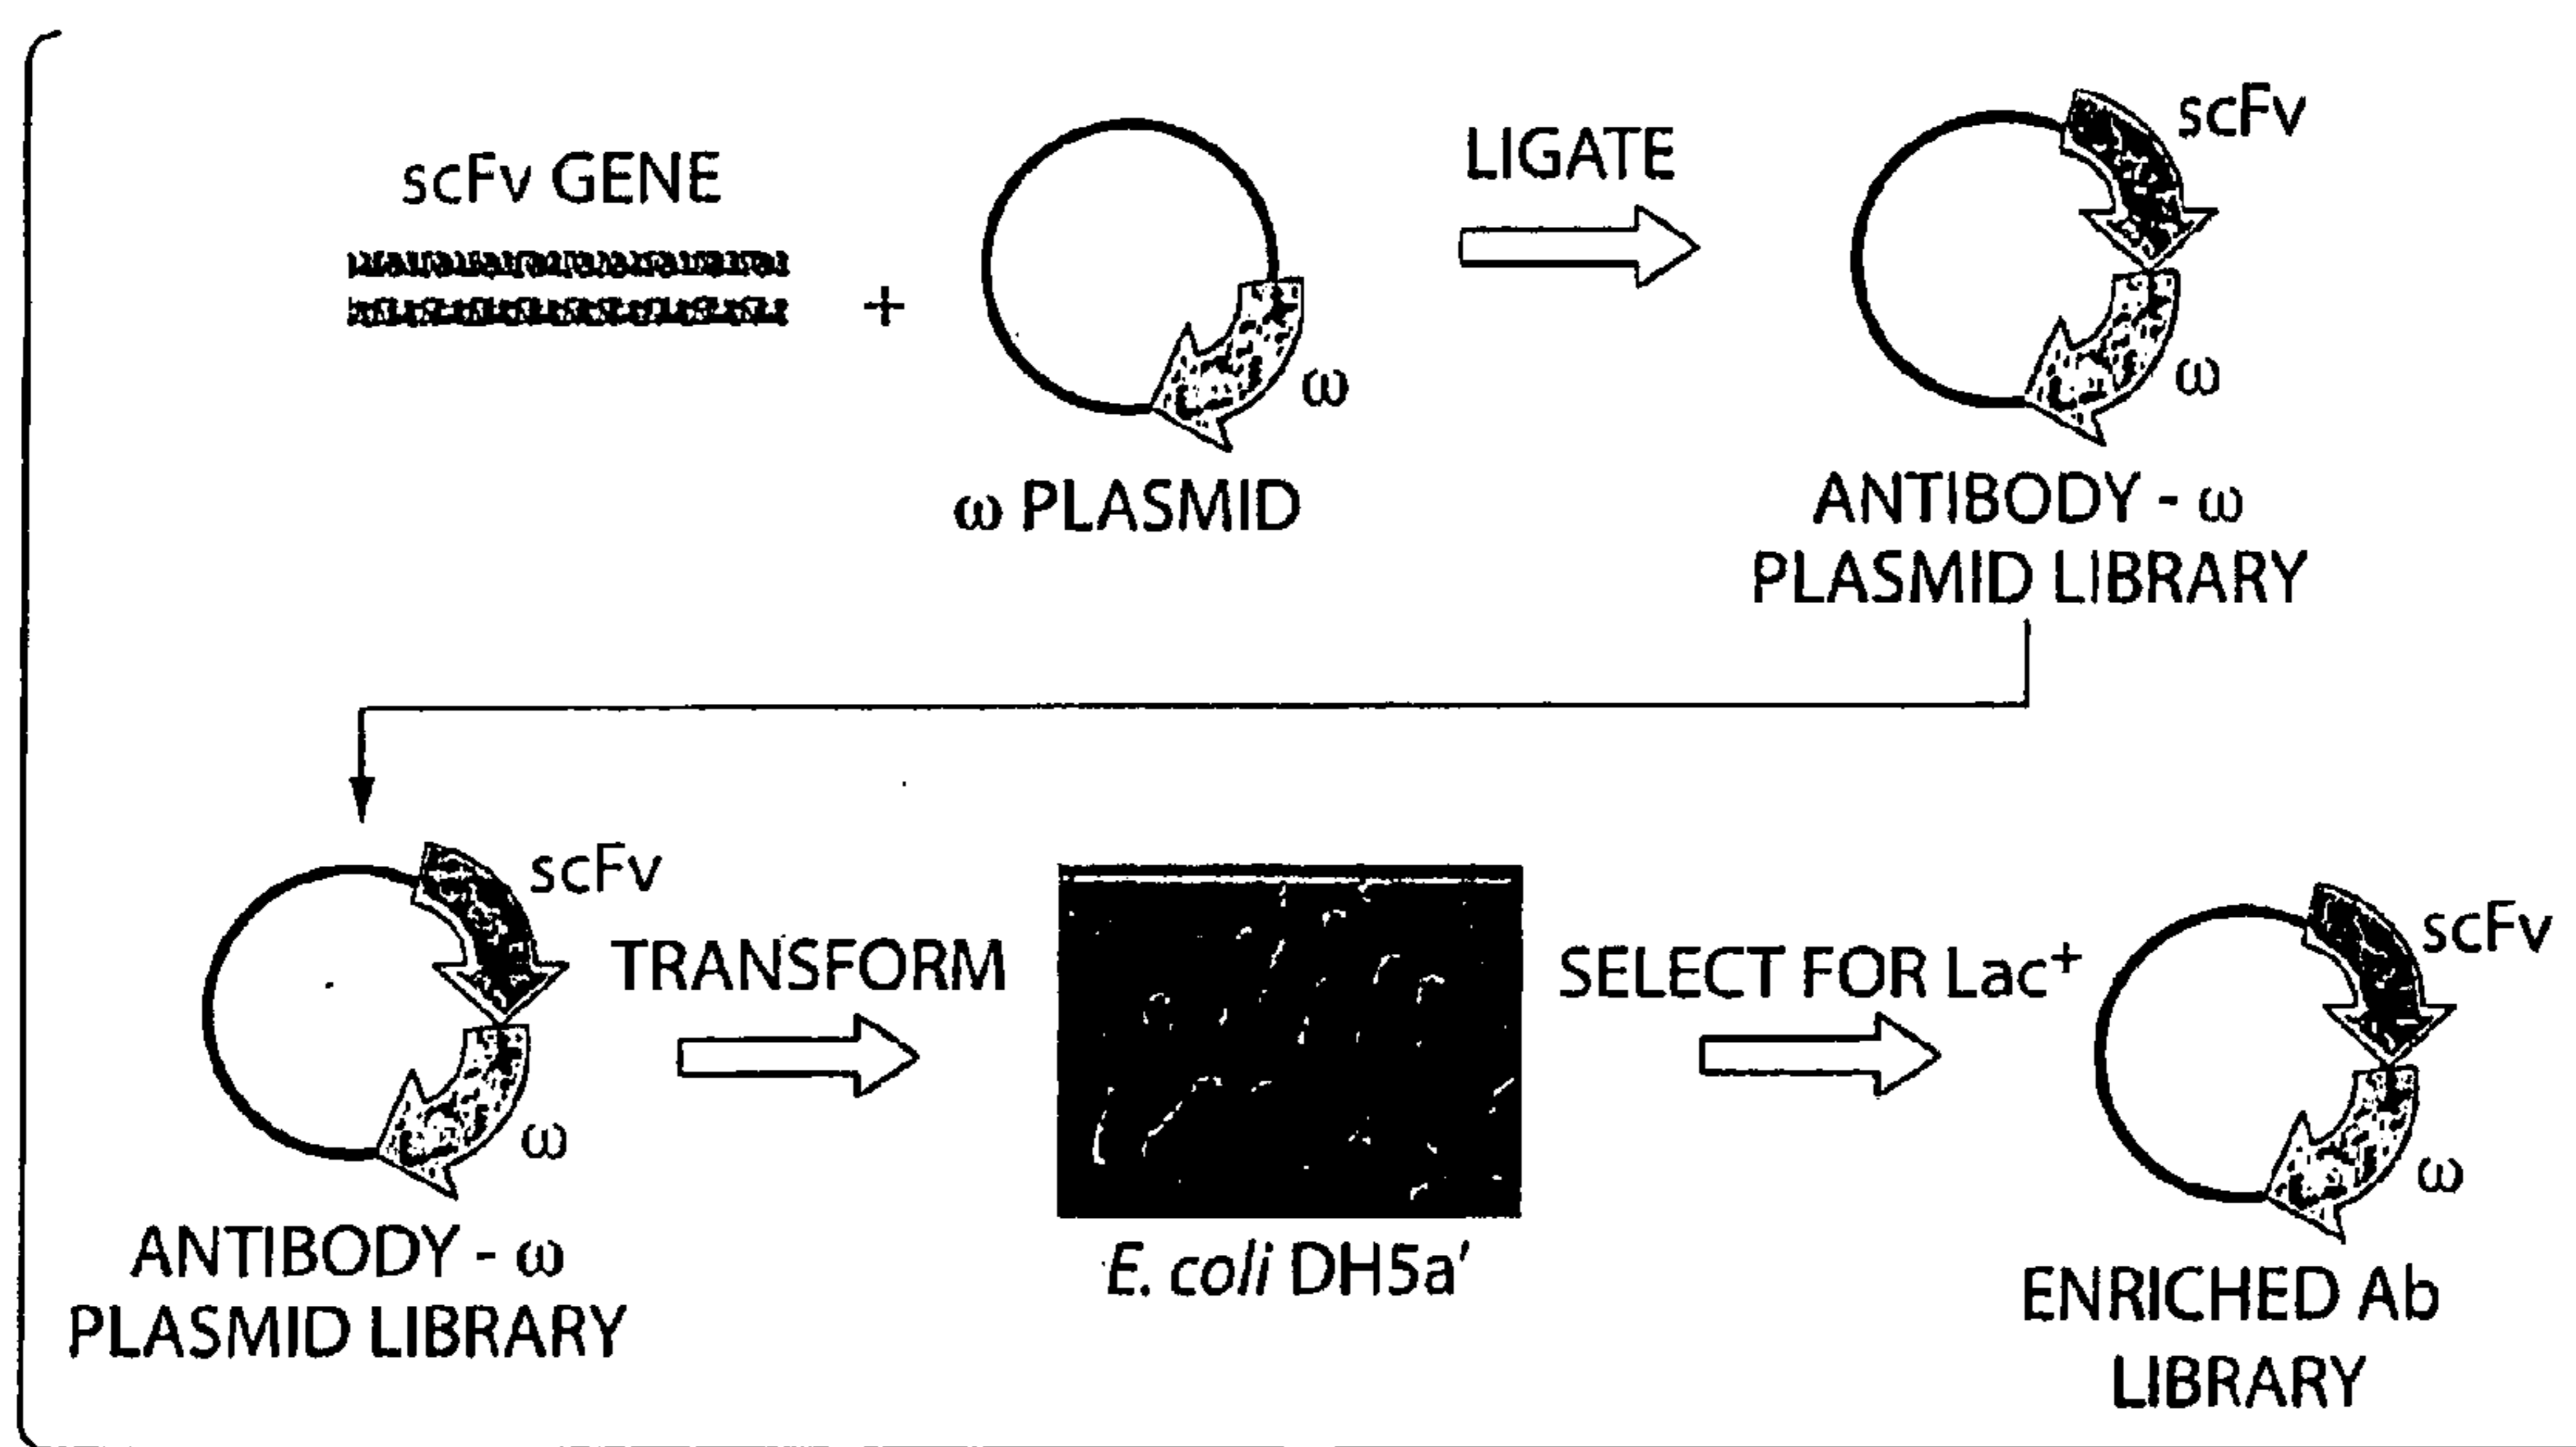 scFv GENE
+
ω
ω PLASMID
LIGATE
scFv
ω
ANTIBODY - ω
PLASMID LIBRARY
scFv
ω
ANTIBODY - ω
PLASMID LIBRARY
TRANSFORM
E. coli DH5a′
SELECT FOR Lac⁺
scFv
ω
ENRICHED Ab
LIBRARY